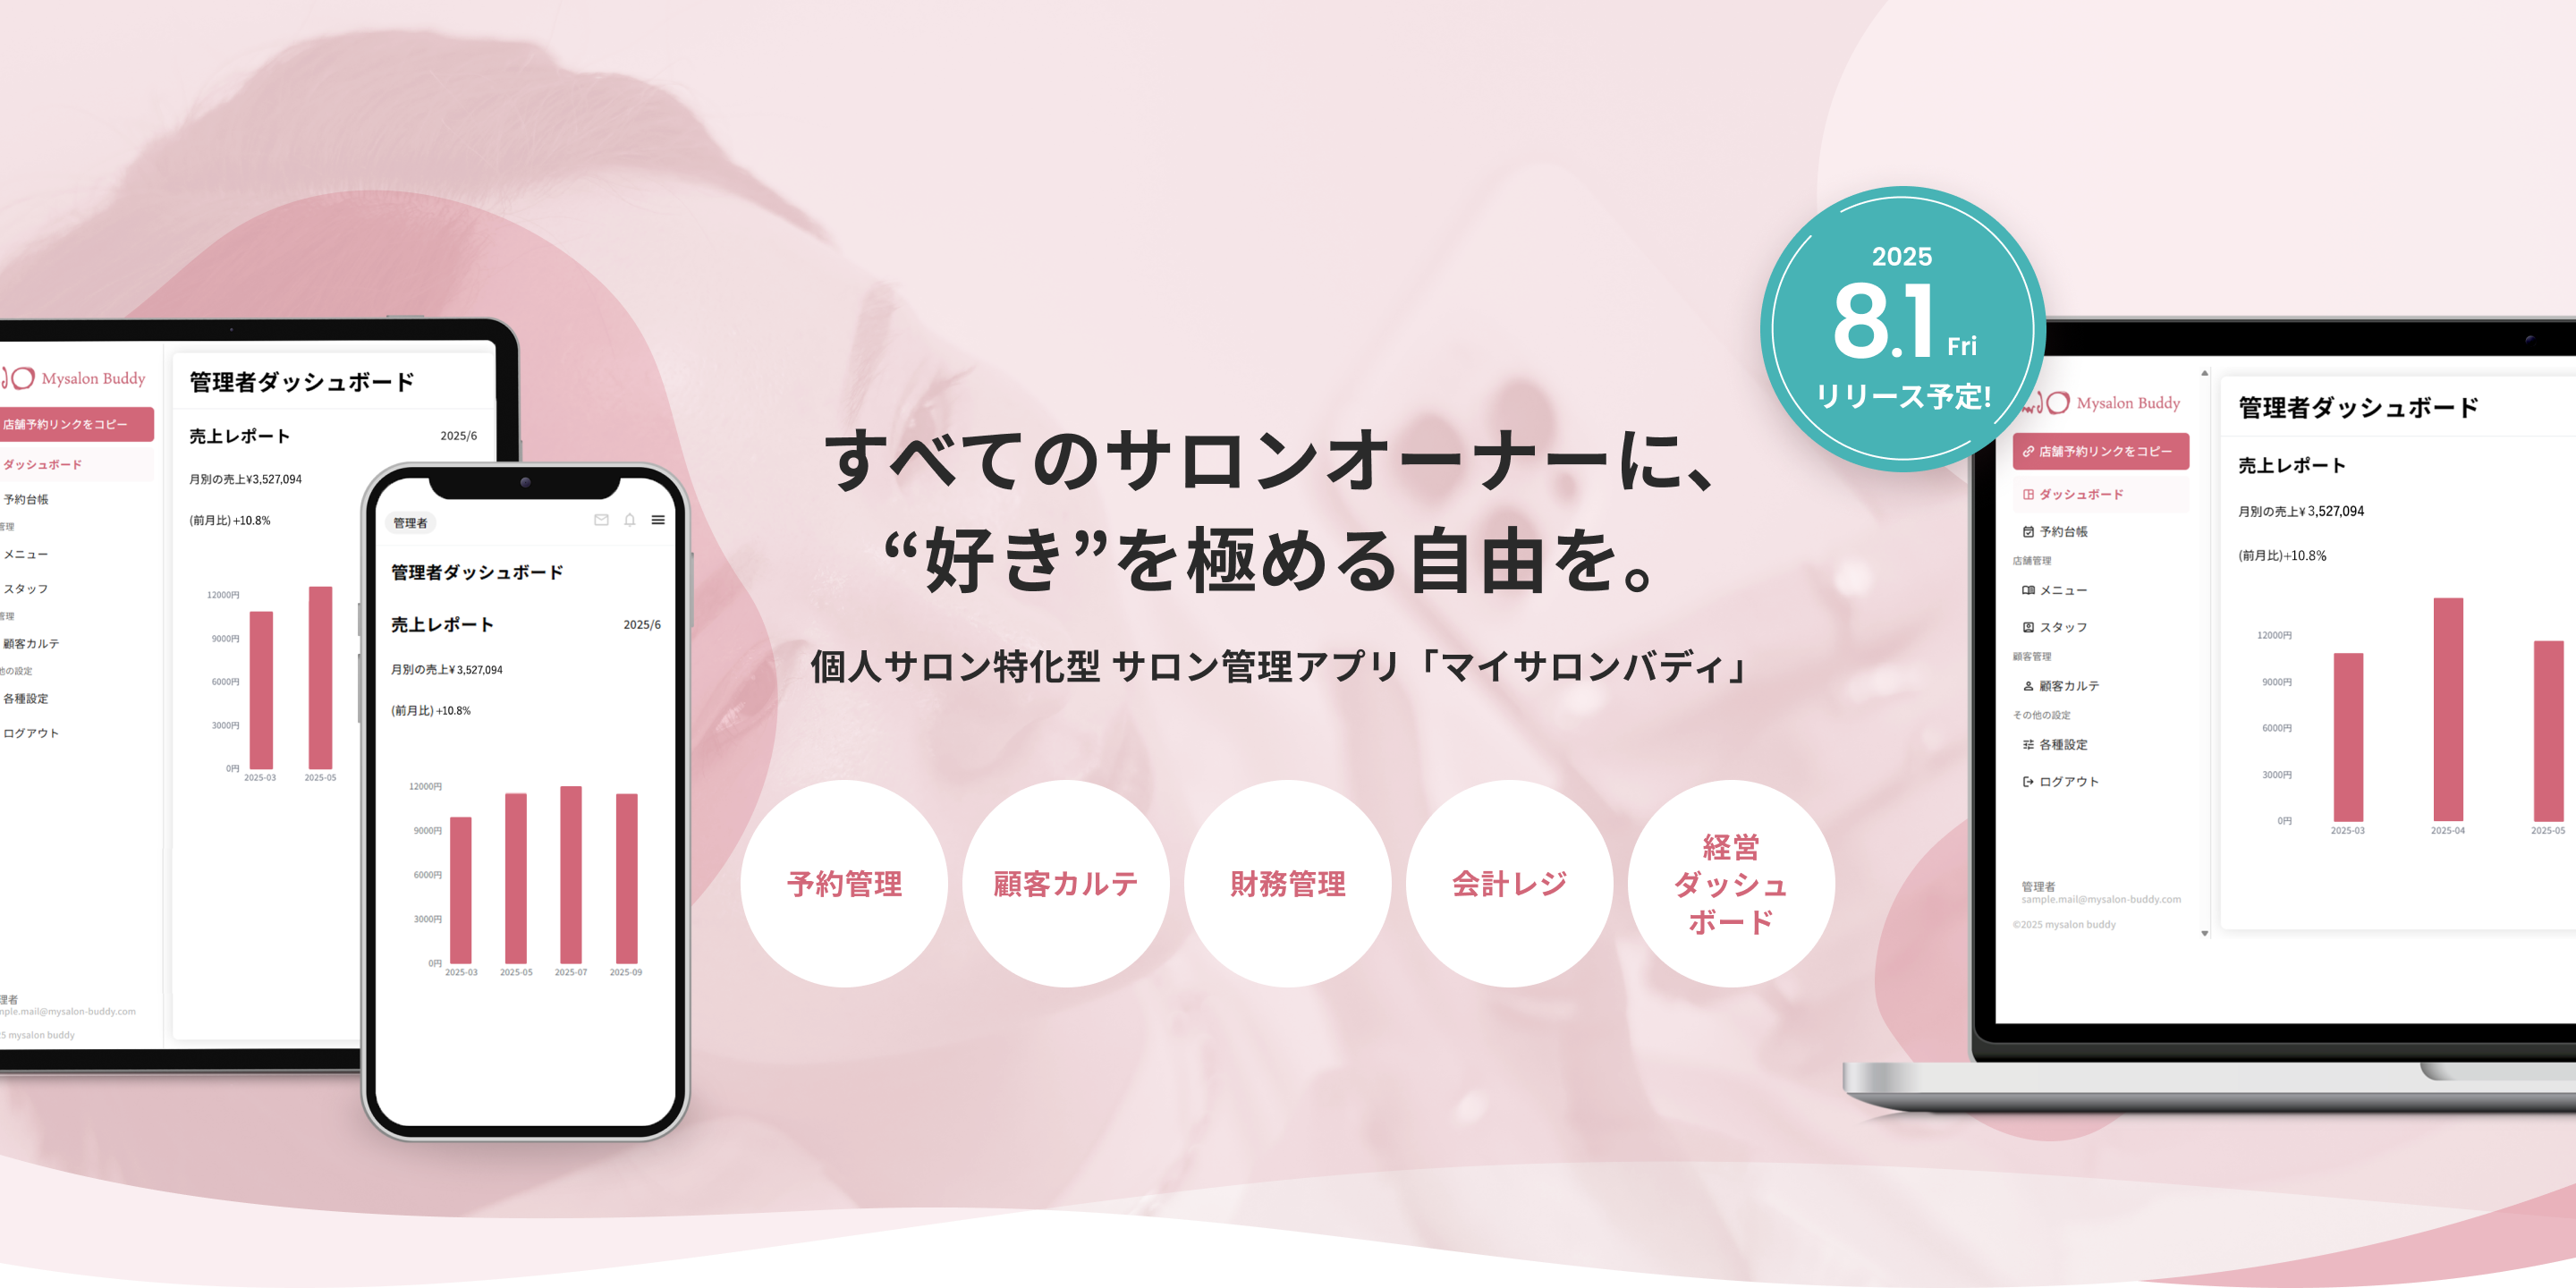 Mysalon Buddy
店舗予約リンクをコピー
ダッシュボード
予約台帳
管理
メニュー
スタッフ
管理
顧客カルテ
他の設定
各種設定
ログアウト
理者
mple.mail@mysalon-buddy.com
25 mysalon buddy
管理者ダッシュボード
売上レポート
2025/6
月別の売上¥3,527,094
(前月比) +10.8%
12000円
9000円
6000円
3000円
0円
2025-03
2025-05
管理者
管理者ダッシュボード
売上レポート
2025/6
月別の売上¥3,527,094
(前月比) +10.8%
12000円
9000円
6000円
3000円
0円
2025-03
2025-05
2025-07
2025-09
すべてのサロンオーナーに、
“好き”を極める自由を。
個人サロン特化型 サロン管理アプリ「マイサロンバディ」
予約管理
顧客カルテ
財務管理
会計レジ
経営
ダッシュ
ボード
2025
8.1 Fri
リリース予定!
Mysalon Buddy
店舗予約リンクをコピー
ダッシュボード
予約台帳
店舗管理
メニュー
スタッフ
顧客管理
顧客カルテ
その他の設定
各種設定
ログアウト
管理者
sample.mail@mysalon-buddy.com
©2025 mysalon buddy
管理者ダッシュボード
売上レポート
月別の売上¥ 3,527,094
(前月比) +10.8%
12000円
9000円
6000円
3000円
0円
2025-03
2025-04
2025-05